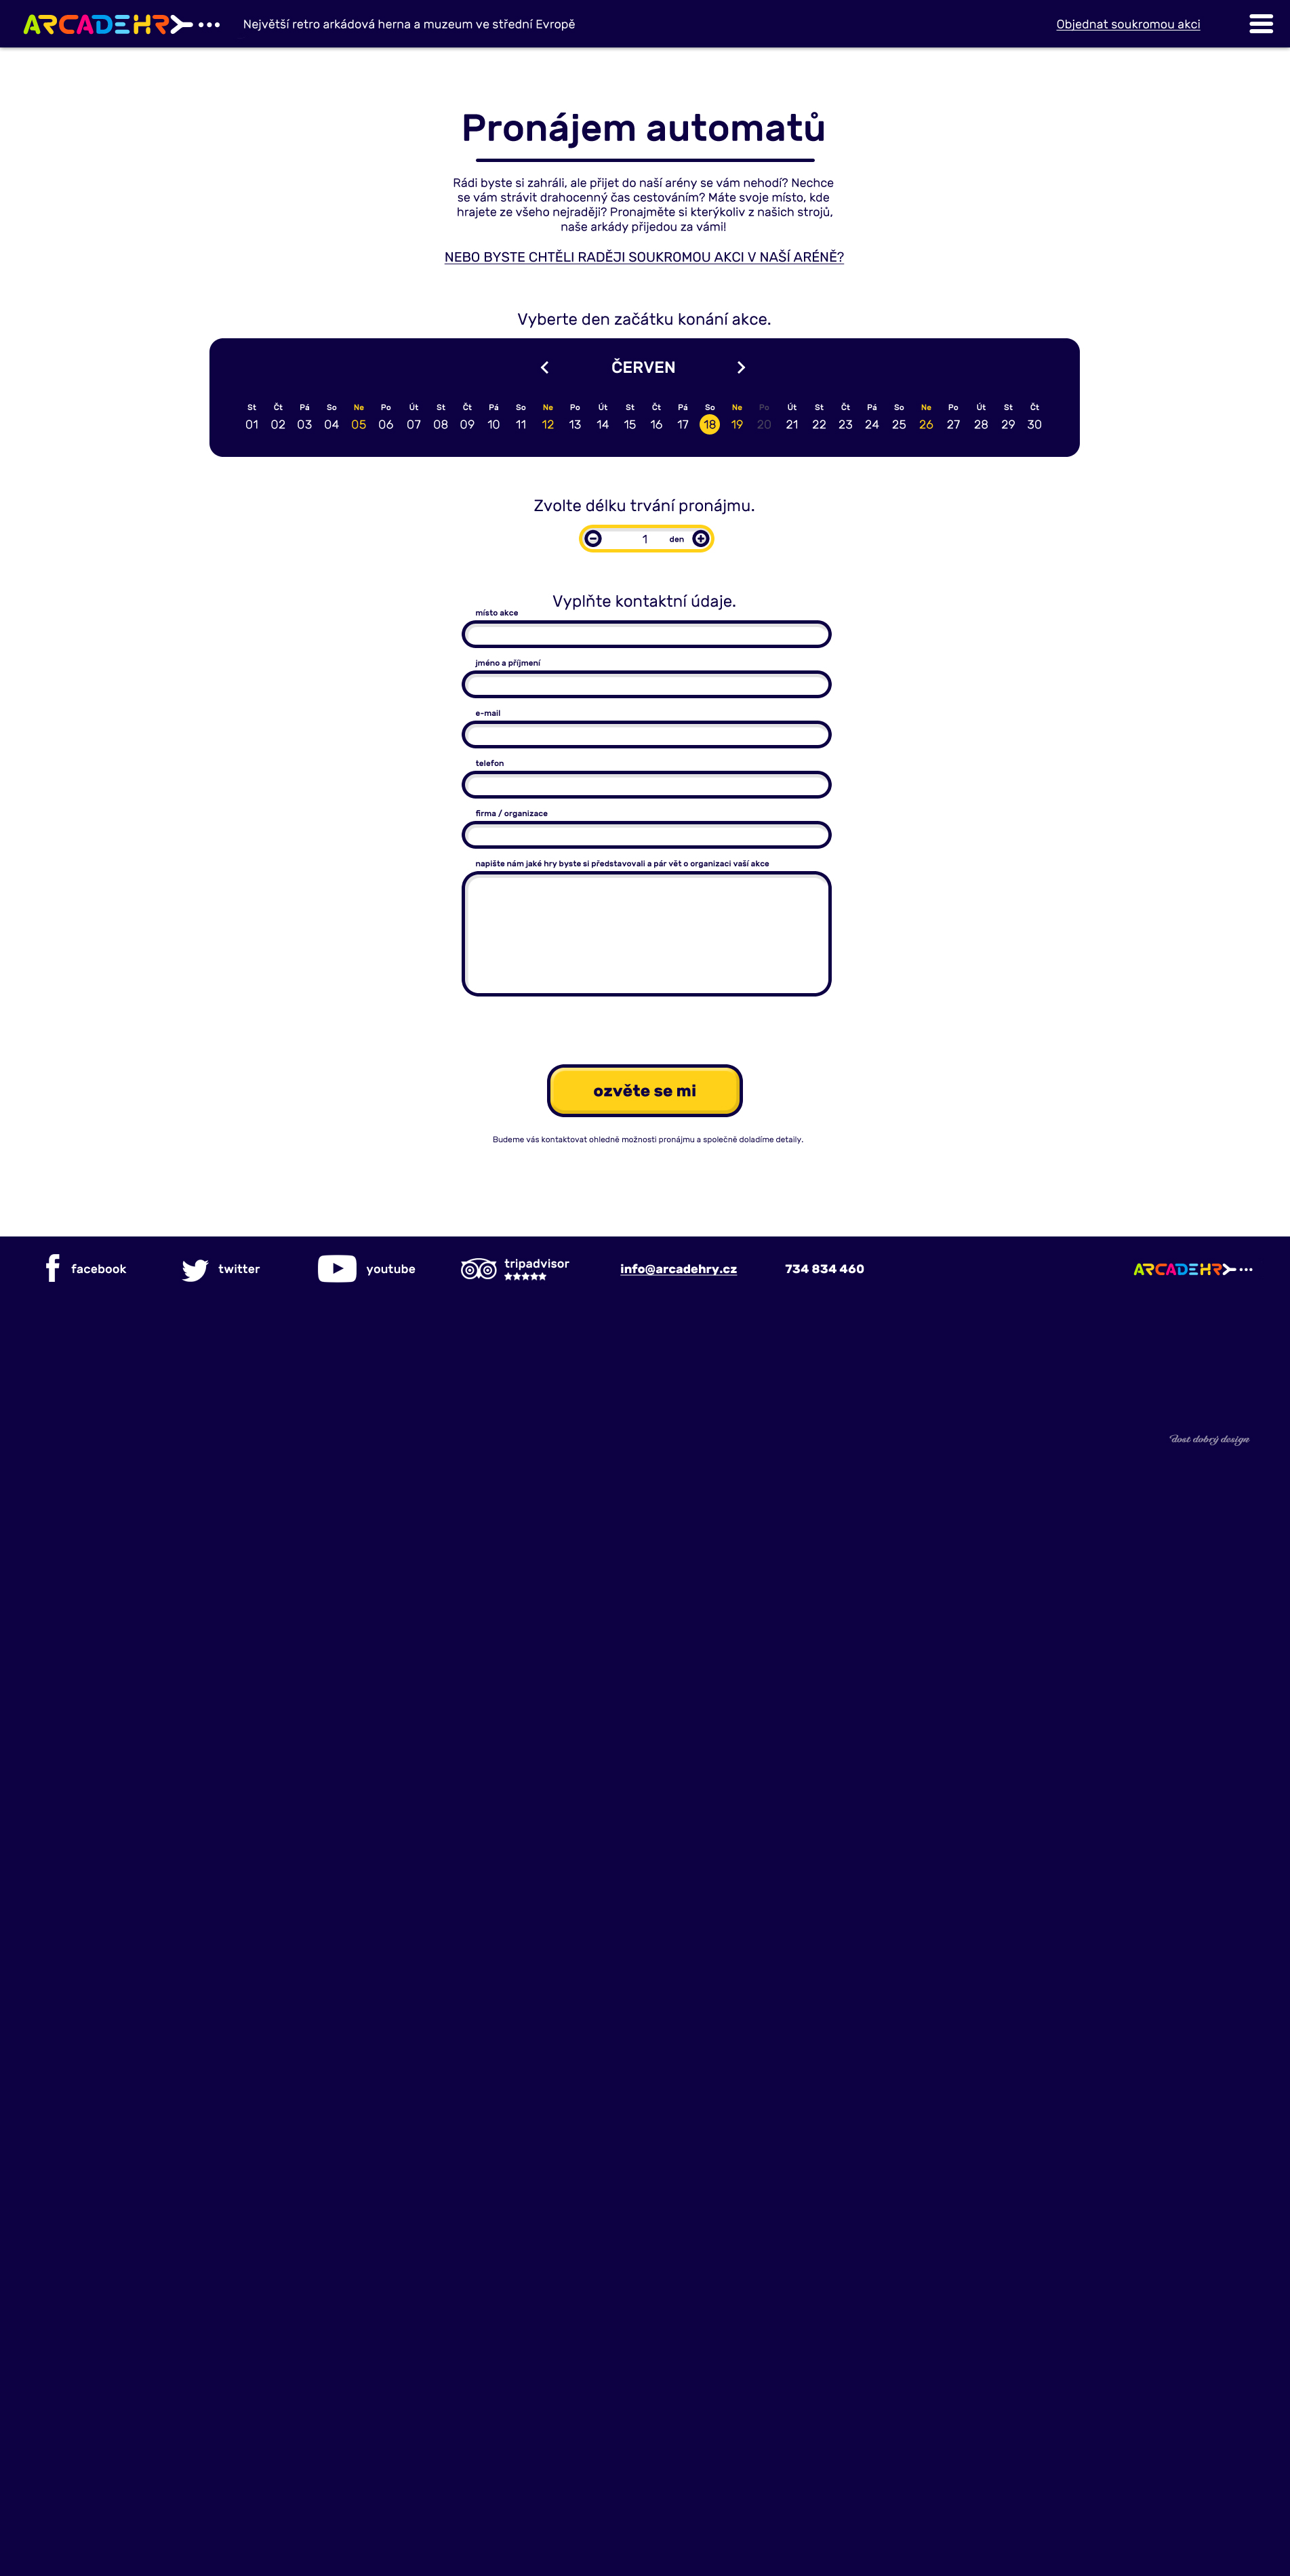 ARCADEHRY
Největší retro arkádová herna a muzeum ve střední Evropě
Objednat soukromou akci
Pronájem automatů
Rádi byste si zahráli, ale přijet do naší arény se vám nehodí? Nechce
se vám strávit drahocenný čas cestováním? Máte svoje místo, kde
hrajete ze všeho nejraději? Pronajměte si kterýkoliv z našich strojů,
naše arkády přijedou za vámi!
NEBO BYSTE CHTĚLI RADĚJI SOUKROMOU AKCI V NAŠÍ ARÉNĚ?
Vyberte den začátku konání akce.
ČERVEN
St Čt Pá So Ne Po Út St Čt Pá So Ne Po Út St Čt Pá So Ne Po Út St Čt Pá So Ne Po Út St Čt
01 02 03 04 05 06 07 08 09 10 11 12 13 14 15 16 17 18 19 20 21 22 23 24 25 26 27 28 29 30
Zvolte délku trvání pronájmu.
1 den
Vyplňte kontaktní údaje.
místo akce
jméno a příjmení
e-mail
telefon
firma / organizace
napište nám jaké hry byste si představovali a pár vět o organizaci vaší akce
ozvěte se mi
Budeme vás kontaktovat ohledně možnosti pronájmu a společně doladíme detaily.
facebook
twitter
youtube
tripadvisor
info@arcadehry.cz
734 834 460
ARCADEHRY
dost dobrý design